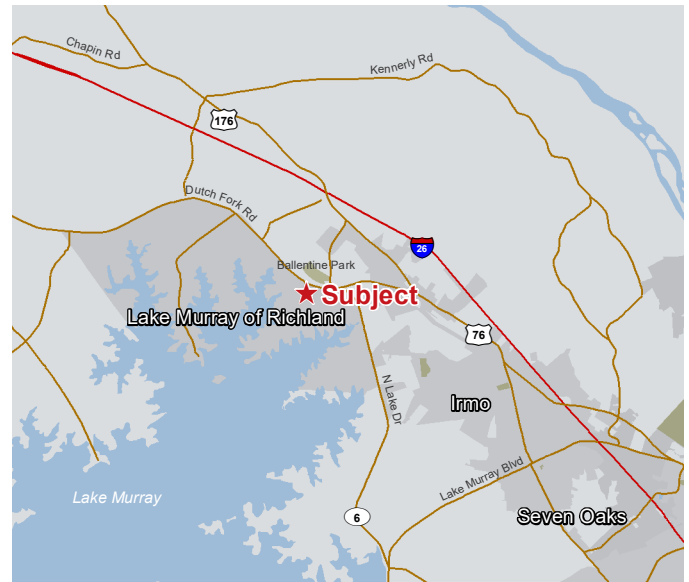 Chapin Rd
Kennerly Rd
176
Dutch Fork Rd
26
Ballentine Park
Subject
Lake Murray of Richland
76
N Lake Dr
Irmo
Lake Murray Blvd
Lake Murray
6
Seven Oaks